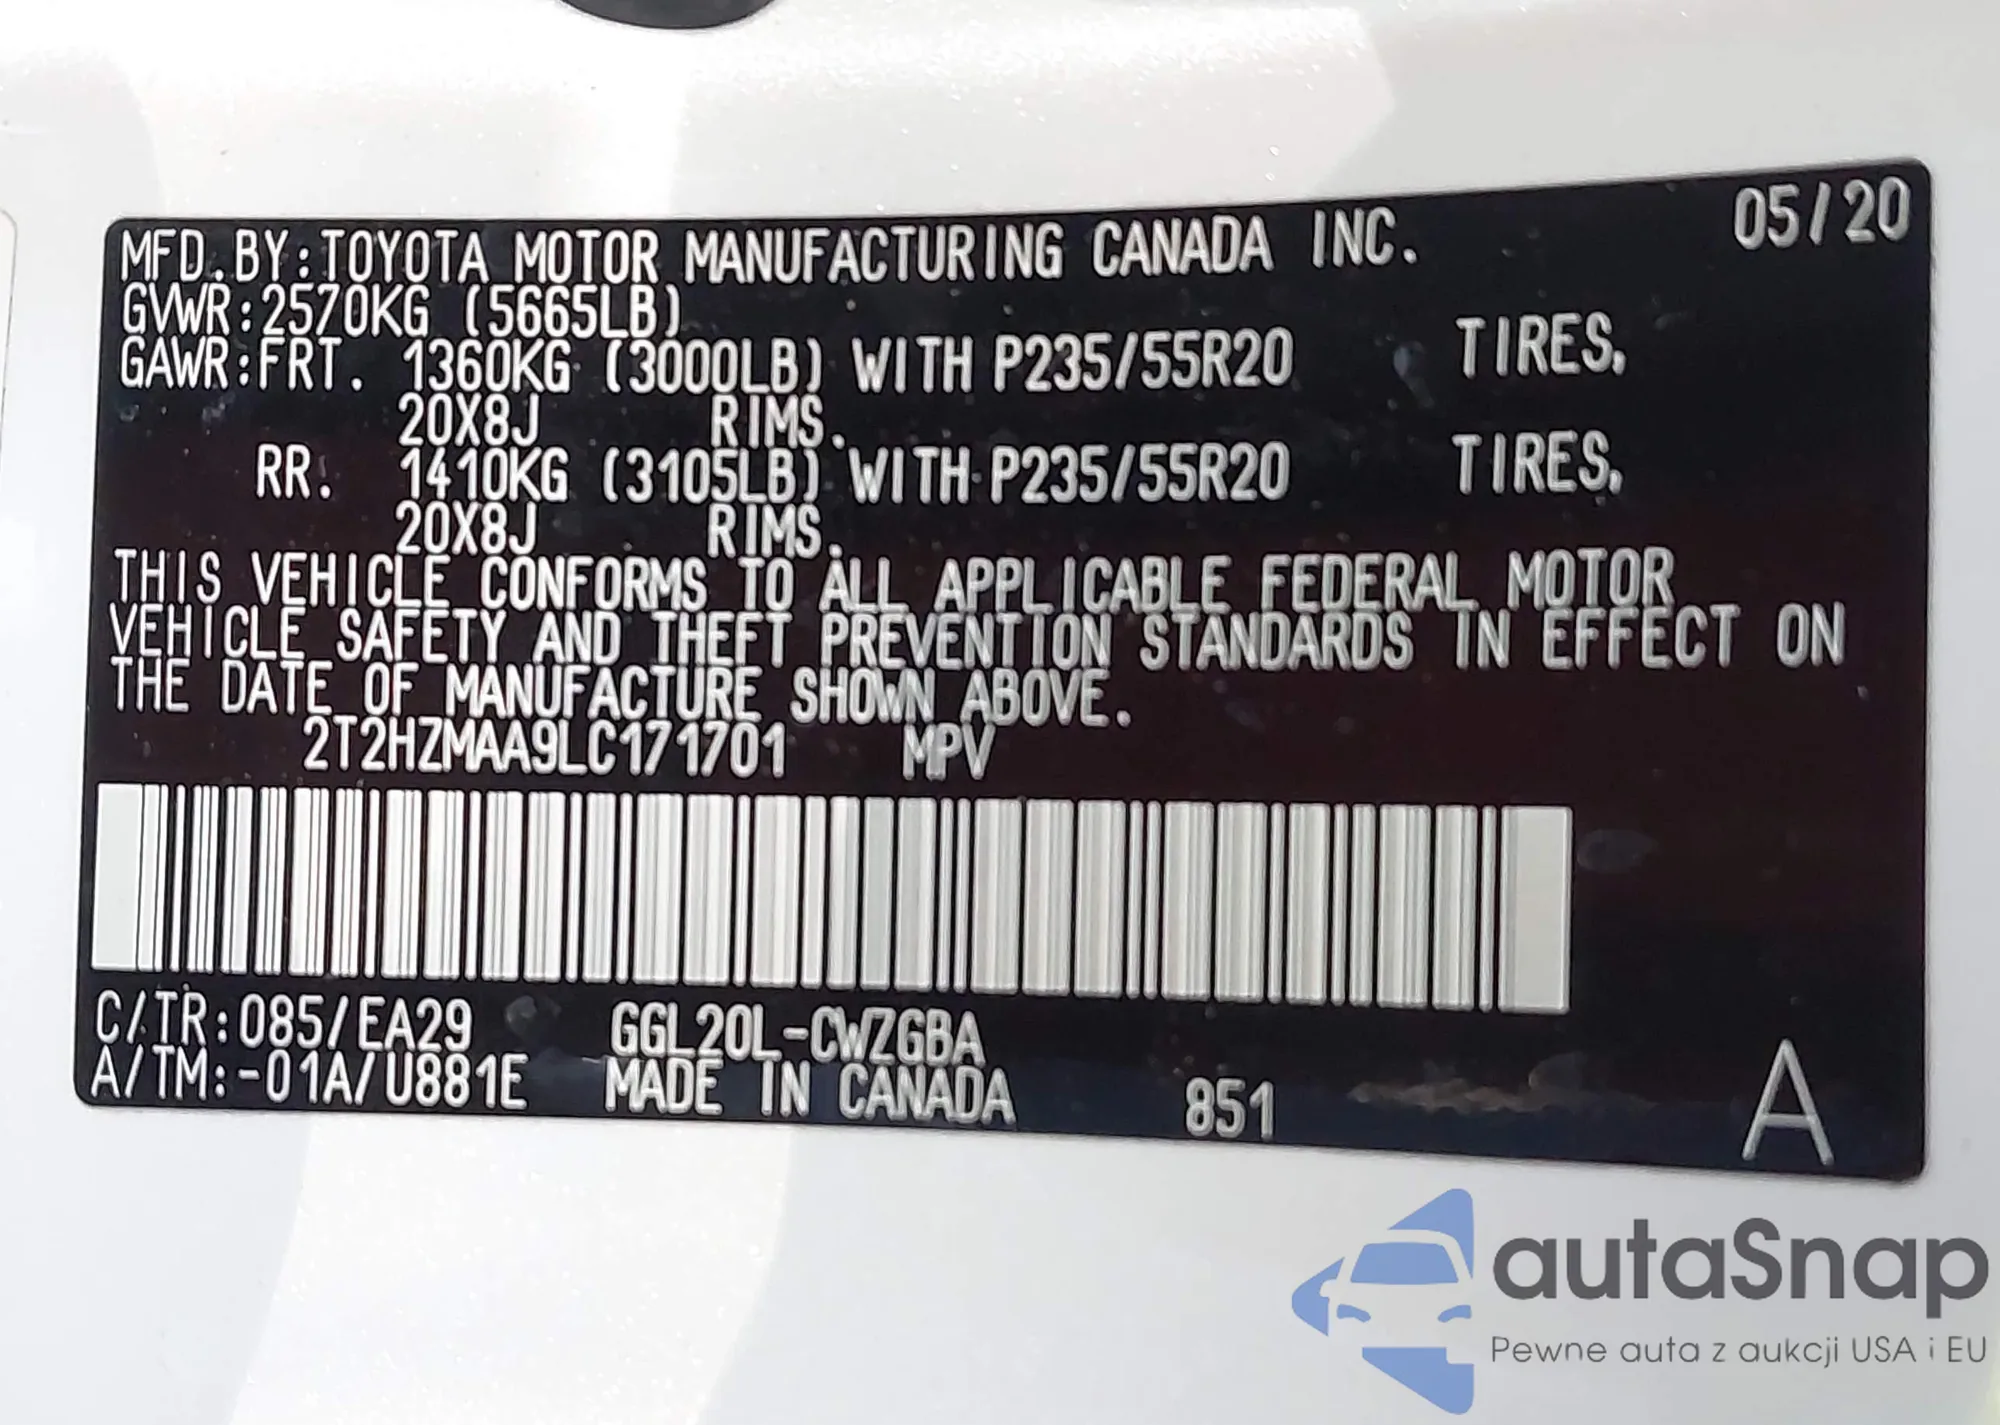 05/20
MFD.BY:TOYOTA MOTOR MANUFACTURING CANADA INC.
GVWR:2570KG (5665LB)
GAWR:FRT. 1360KG (3000LB) WITH P235/55R20 TIRES,
20X8J RIMS.
RR. 1410KG (3105LB) WITH P235/55R20 TIRES,
20X8J RIMS.
THIS VEHICLE CONFORMS TO ALL APPLICABLE FEDERAL MOTOR
VEHICLE SAFETY AND THEFT PREVENTION STANDARDS IN EFFECT ON
THE DATE OF MANUFACTURE SHOWN ABOVE.
2T2HZMAA9LC171701 MPV
C/TR:085/EA29 GGL20L-CWZGBA
A/TM:-01A/U881E MADE IN CANADA 851 A
autaSnap
Pewne auta z aukcji USA i EU